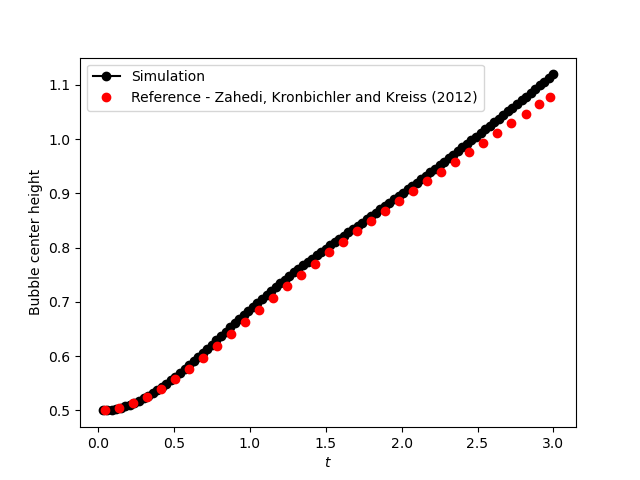 Simulation
Reference - Zahedi, Kronbichler and Kreiss (2012)
Bubble center height
1.1
1.0
0.9
0.8
0.7
0.6
0.5
0.0 0.5 1.0 1.5 2.0 2.5 3.0
t